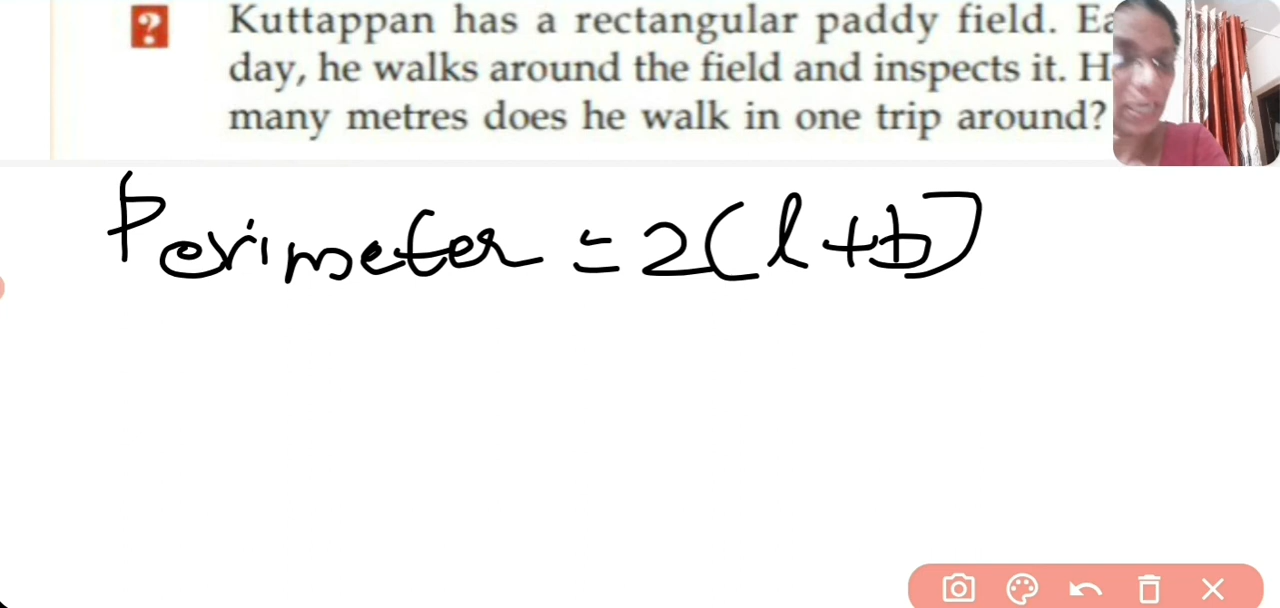 ? Kuttappan has a rectangular paddy field. Ea
day, he walks around the field and inspects it. H
many metres does he walk in one trip around?
Perimeter = 2(l+b)